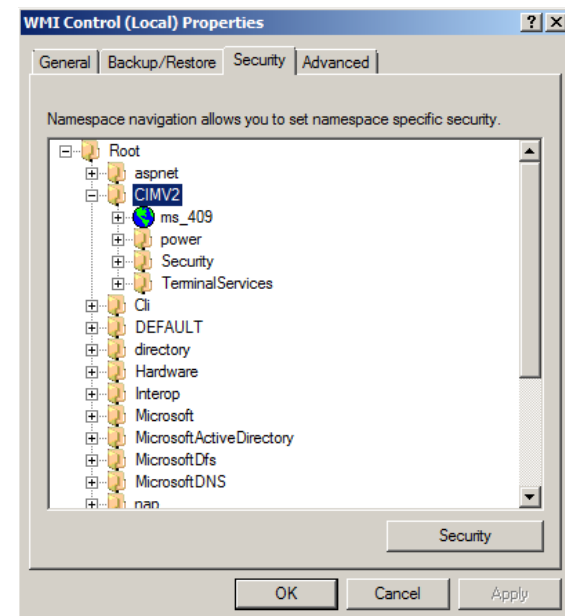 WMI Control (Local) Properties ? X
General Backup/Restore Security Advanced
Namespace navigation allows you to set namespace specific security.
Root
aspnet
CIMV2
ms_409
power
Security
TerminalServices
Cli
DEFAULT
directory
Hardware
Interop
Microsoft
MicrosoftActiveDirectory
MicrosoftDfs
MicrosoftDNS
nap
Security
OK Cancel Apply